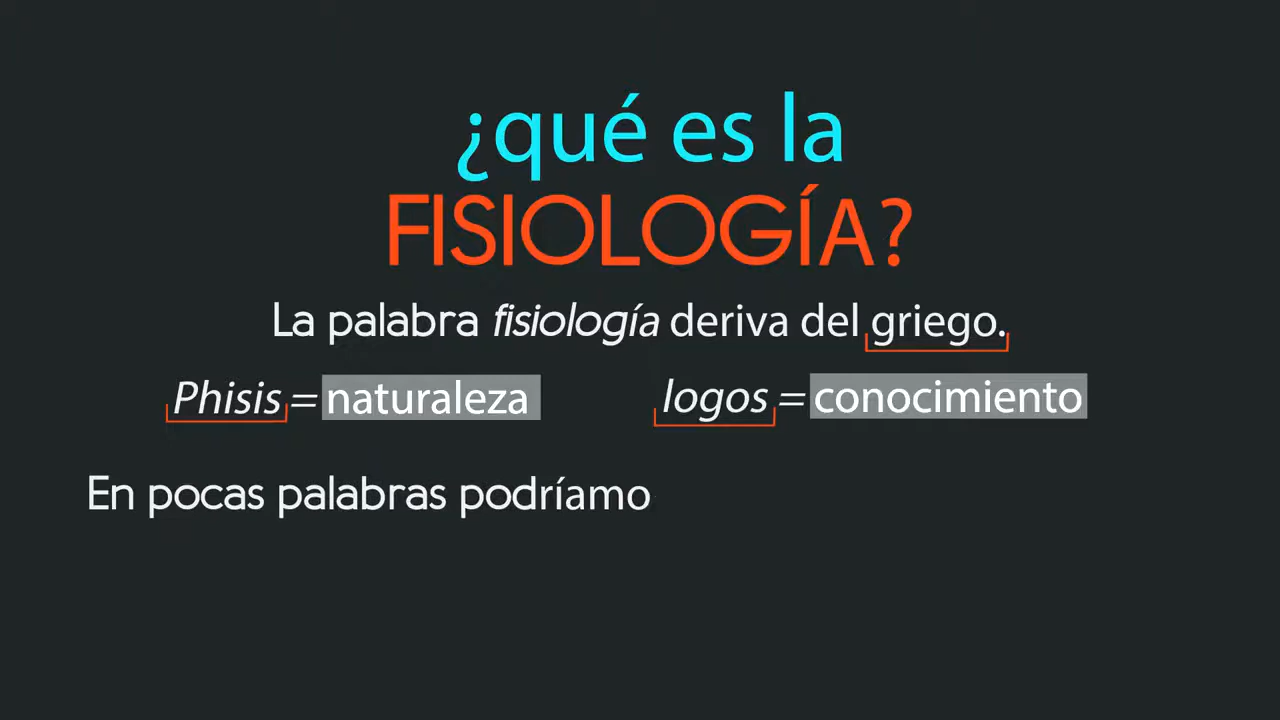 ¿qué es la
FISIOLOGÍA?
La palabra fisiología deriva del griego.
Phisis = naturaleza logos = conocimiento
En pocas palabras podríamo